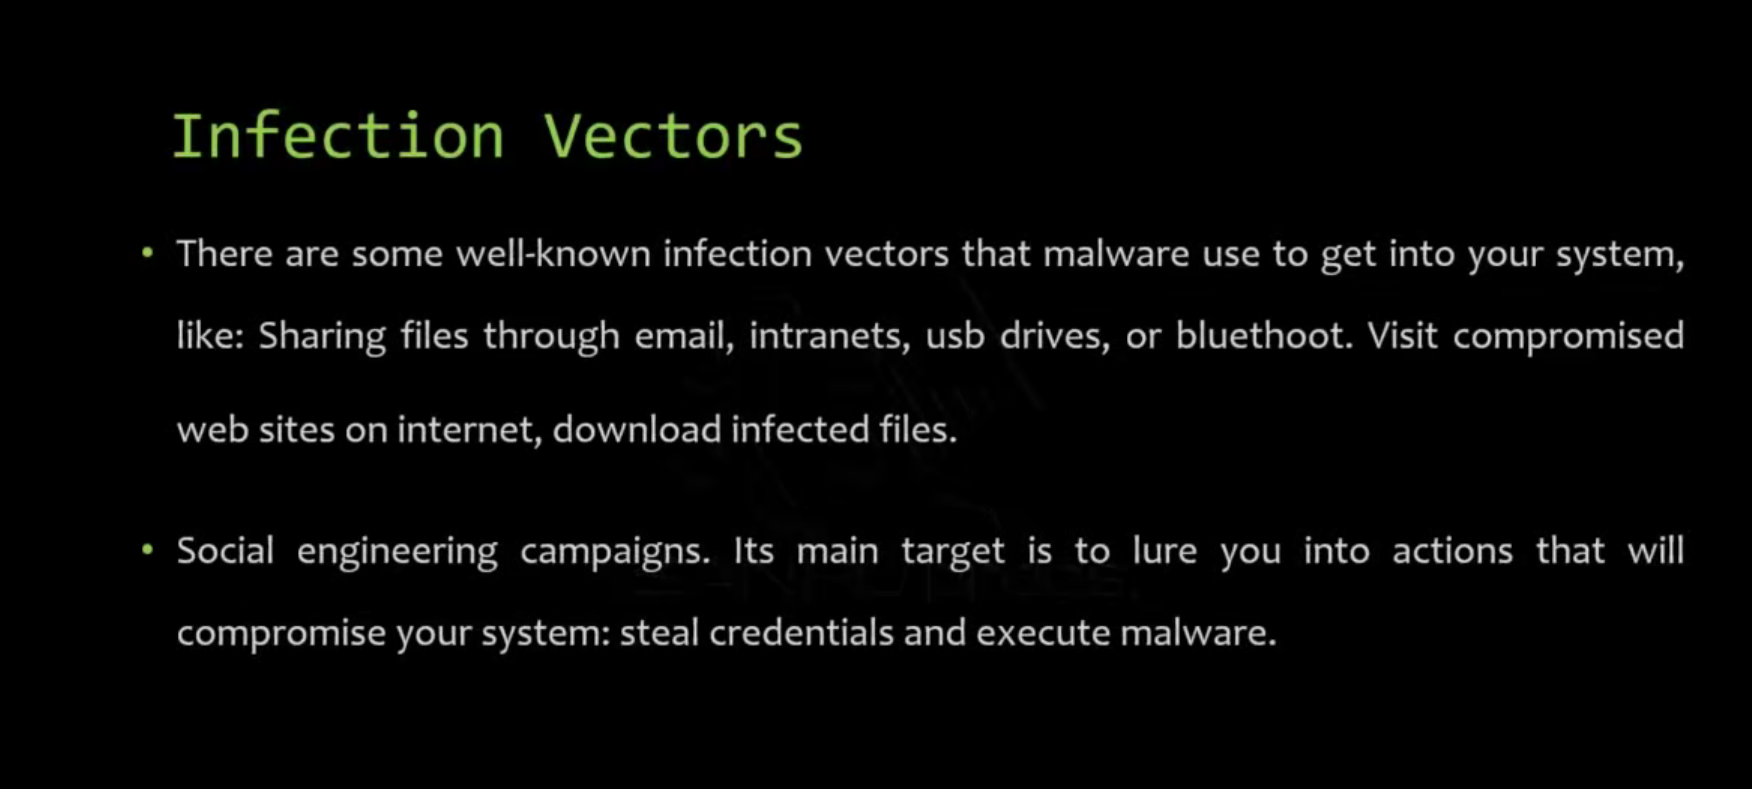 Infection Vectors
• There are some well-known infection vectors that malware use to get into your system,
like: Sharing files through email, intranets, usb drives, or bluethoot. Visit compromised
web sites on internet, download infected files.
• Social engineering campaigns. Its main target is to lure you into actions that will
compromise your system: steal credentials and execute malware.